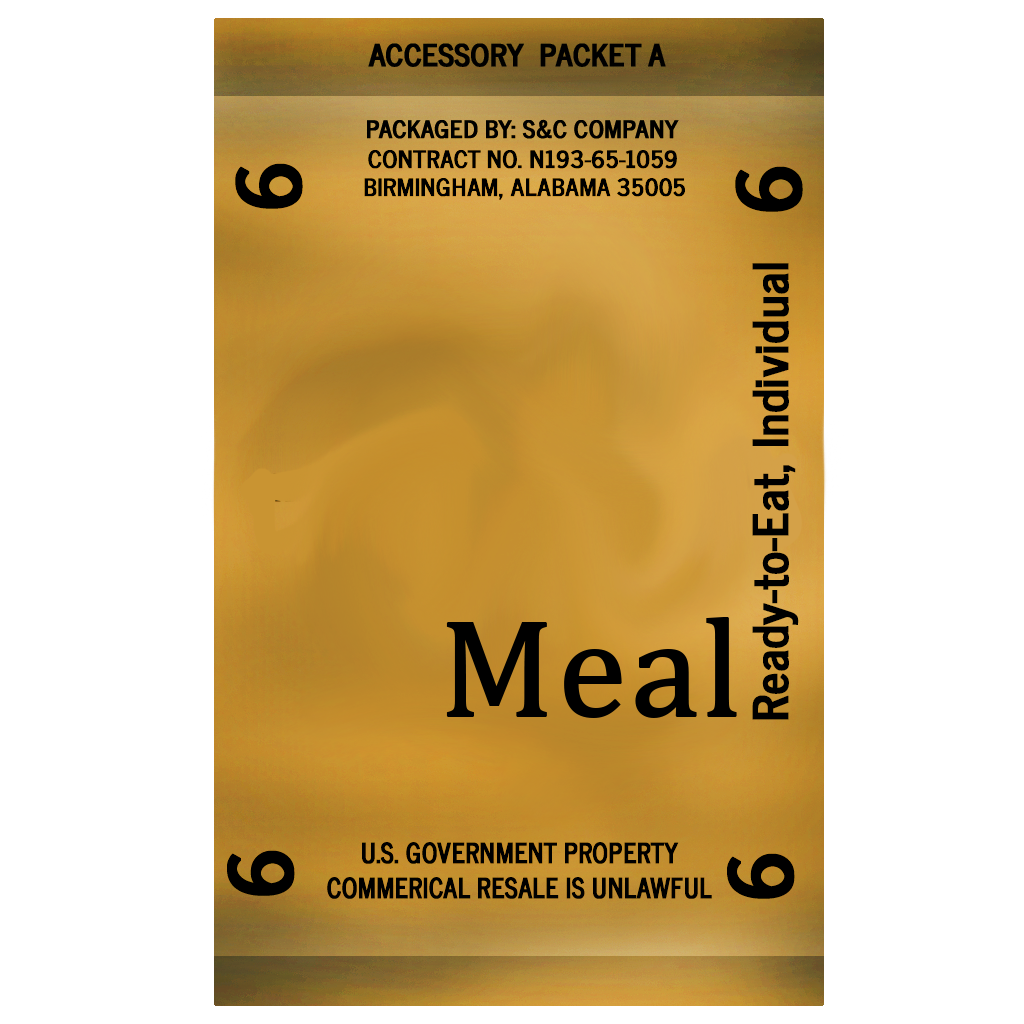 ACCESSORY PACKET A
PACKAGED BY: S&C COMPANY
CONTRACT NO. N193-65-1059
BIRMINGHAM, ALABAMA 35005
6
6
Meal
Ready-to-Eat, Individual
U.S. GOVERNMENT PROPERTY
COMMERICAL RESALE IS UNLAWFUL
6
6